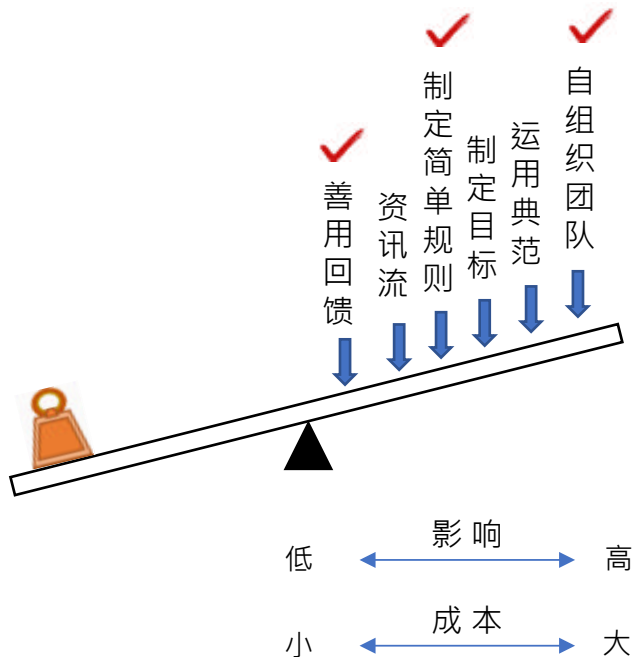 善用回馈
资讯流
制定简单规则
制定目标
运用典范
自组织团队
影响
低 高
成本
小 大